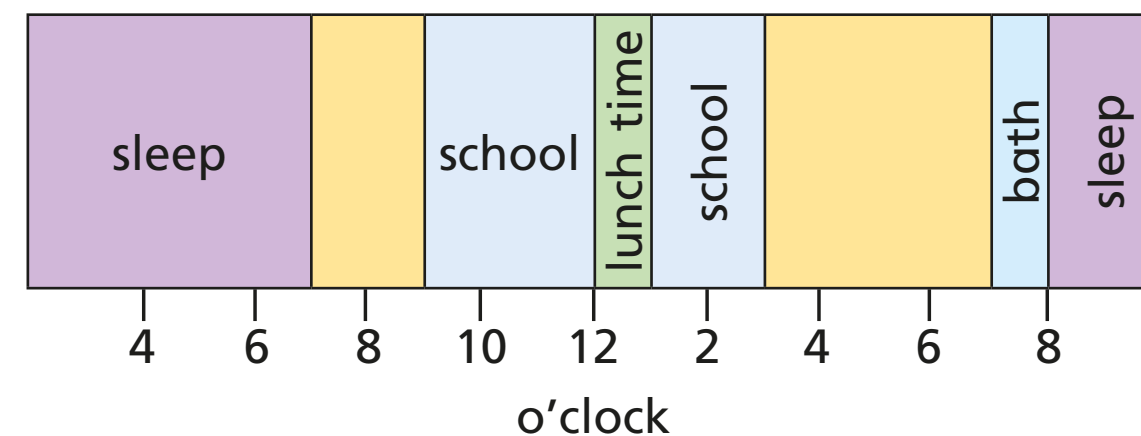 sleep
school
lunch time
school
bath
sleep
4 6 8 10 12 2 4 6 8
o'clock